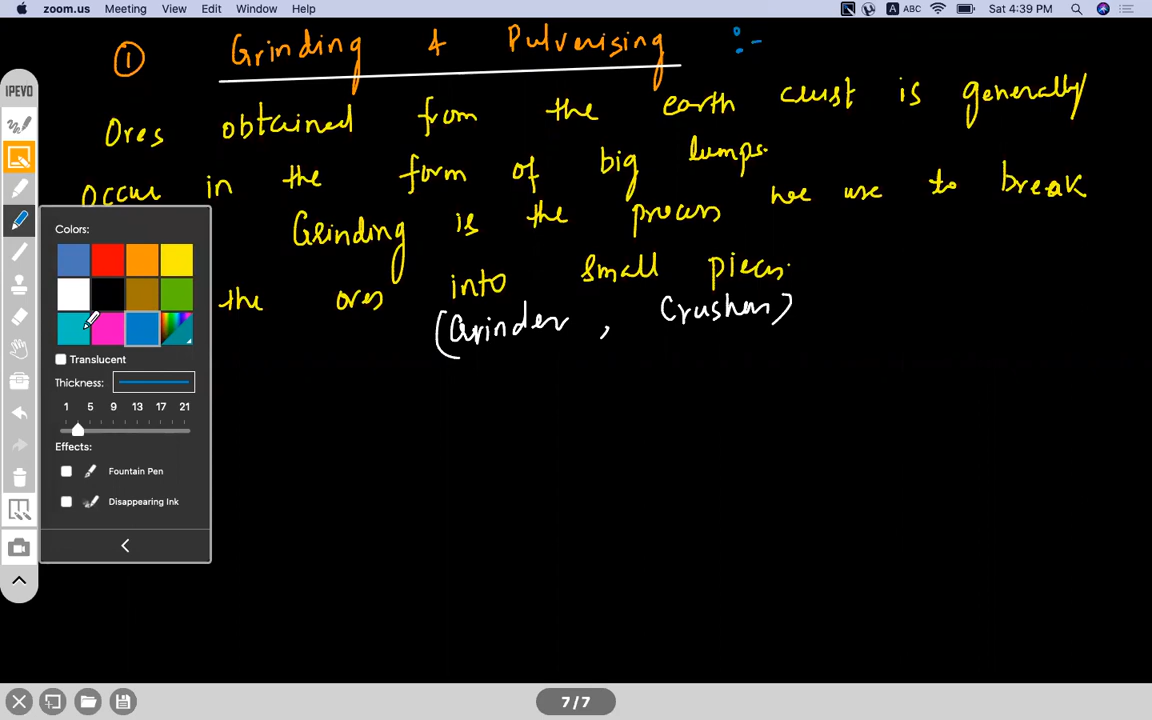 zoom.us Meeting View Edit Window Help ABC Sat 4:39 PM
① Grinding & Pulverising :-
IPEVO
Ores obtained from the earth crust is generally
occur in the form of big lumps.
Grinding is the process we use to break
the ores into small pieces.
(Grinder, Crusher)
Colors:
Translucent
Thickness:
1 5 9 13 17 21
Effects:
Fountain Pen
Disappearing Ink
7/7